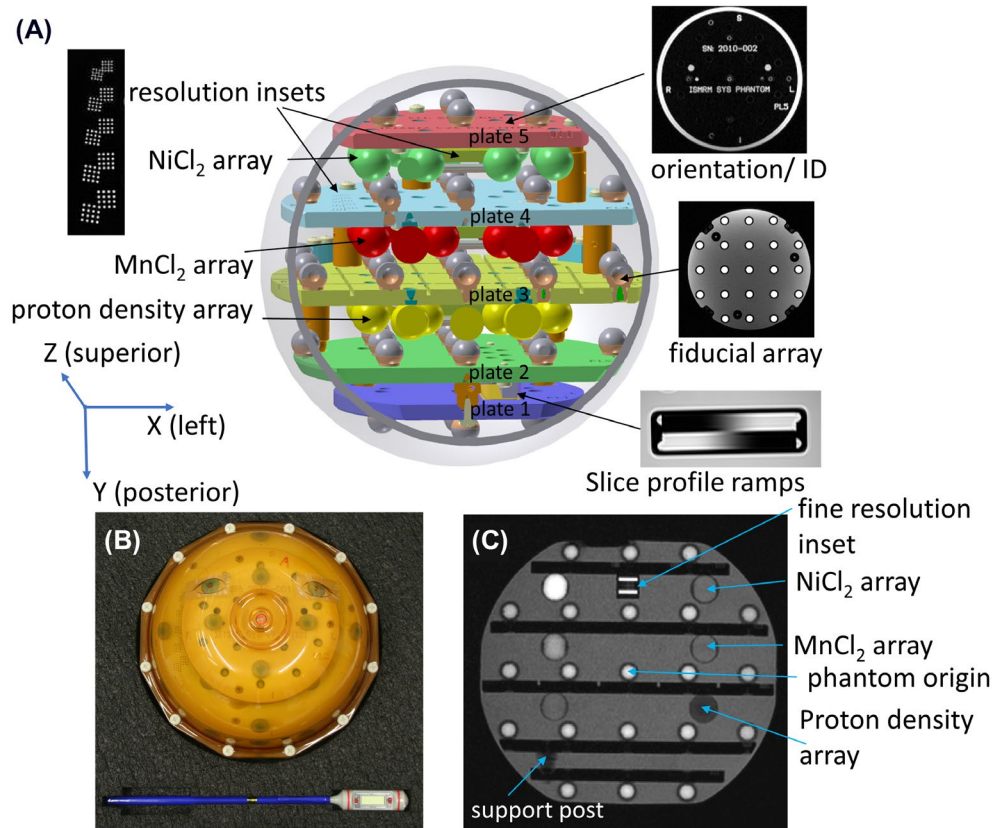 (A)
resolution insets
NiCl₂ array
MnCl₂ array
proton density array
plate 5
plate 4
plate 3
plate 2
plate 1
S
SN: 2010-002
R
ISMRM SYS PHANTOM
L
PL5
I
orientation/ ID
fiducial array
Slice profile ramps
Z (superior)
X (left)
Y (posterior)
(B)
A
(C)
fine resolution
inset
NiCl₂ array
MnCl₂ array
phantom origin
Proton density
array
support post